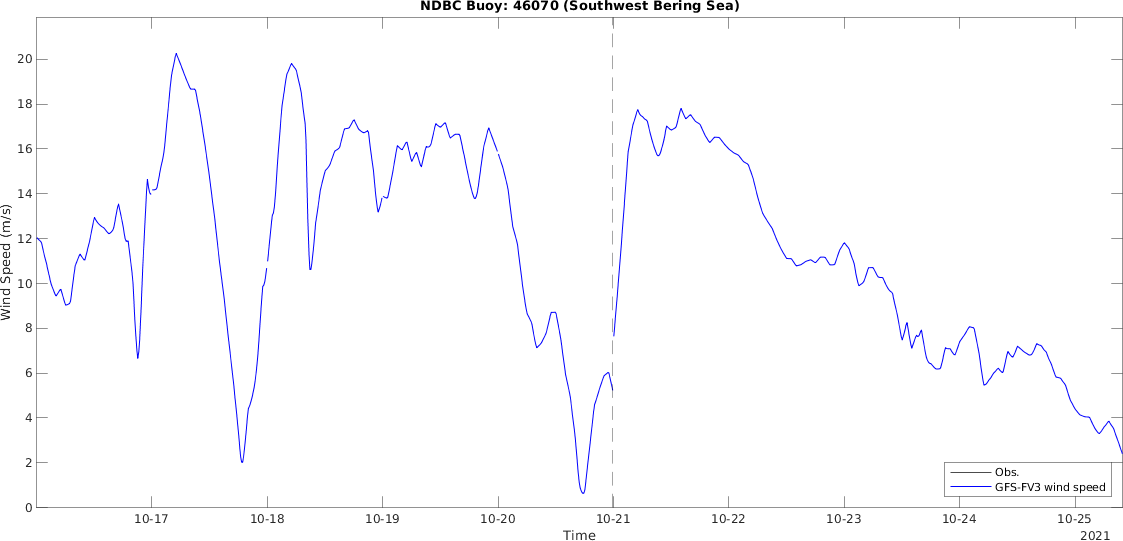 NDBC Buoy: 46070 (Southwest Bering Sea)
Wind Speed (m/s)
20
18
16
14
12
10
8
6
4
2
0
Obs.
GFS-FV3 wind speed
10-17 10-18 10-19 10-20 10-21 10-22 10-23 10-24 10-25
Time
2021